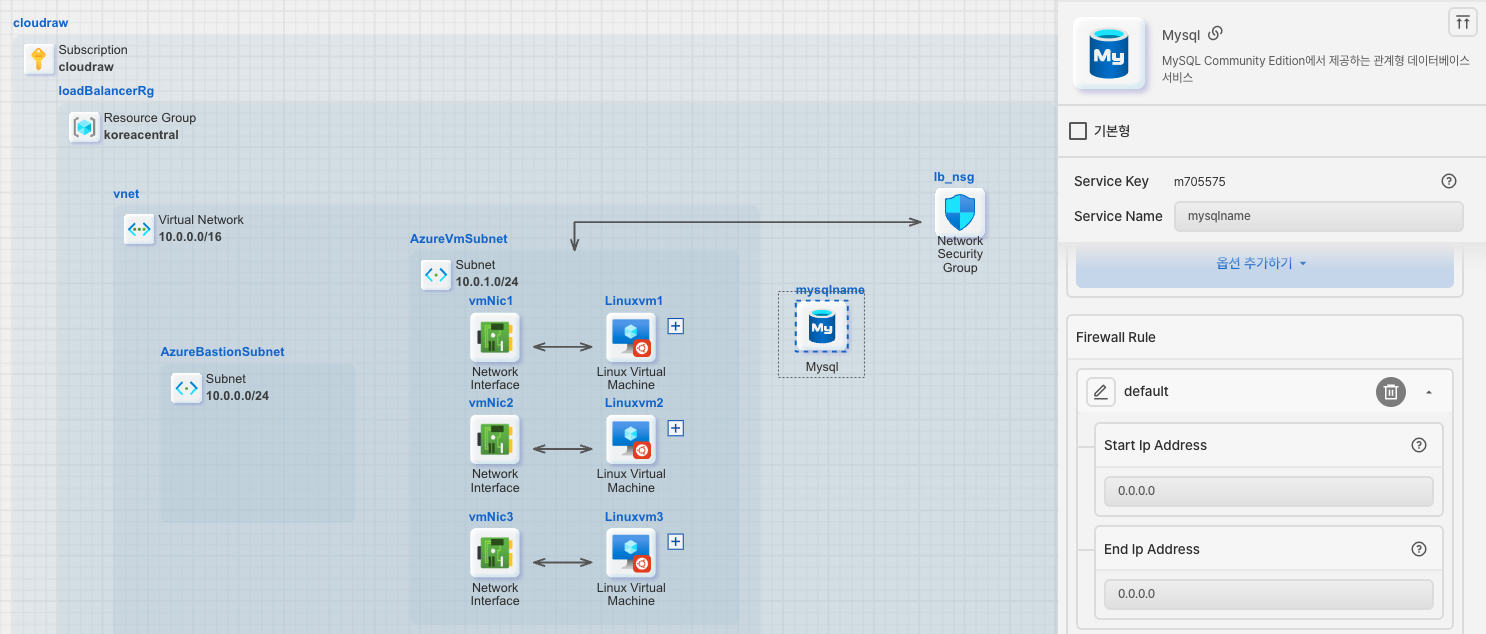 cloudraw
Subscription
cloudraw
loadBalancerRg
Resource Group
koreacentral
vnet
Virtual Network
10.0.0.0/16
AzureBastionSubnet
Subnet
10.0.0.0/24
AzureVmSubnet
Subnet
10.0.1.0/24
vmNic1
Network
Interface
Linuxvm1
Linux Virtual
Machine
vmNic2
Network
Interface
Linuxvm2
Linux Virtual
Machine
vmNic3
Network
Interface
Linuxvm3
Linux Virtual
Machine
lb_nsg
Network
Security
Group
mysqlname
My
Mysql
My
Mysql
MySQL Community Edition에서 제공하는 관계형 데이터베이스
서비스
기본형
Service Key m705575
Service Name mysqlname
옵션 추가하기
Firewall Rule
default
Start Ip Address
0.0.0.0
End Ip Address
0.0.0.0